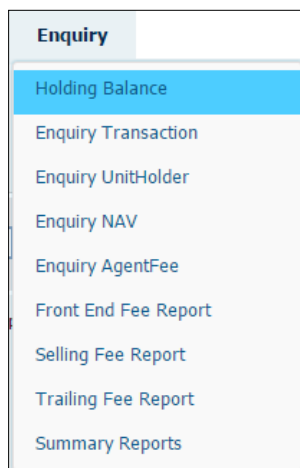 Enquiry
Holding Balance
Enquiry Transaction
Enquiry UnitHolder
Enquiry NAV
Enquiry AgentFee
Front End Fee Report
Selling Fee Report
Trailing Fee Report
Summary Reports